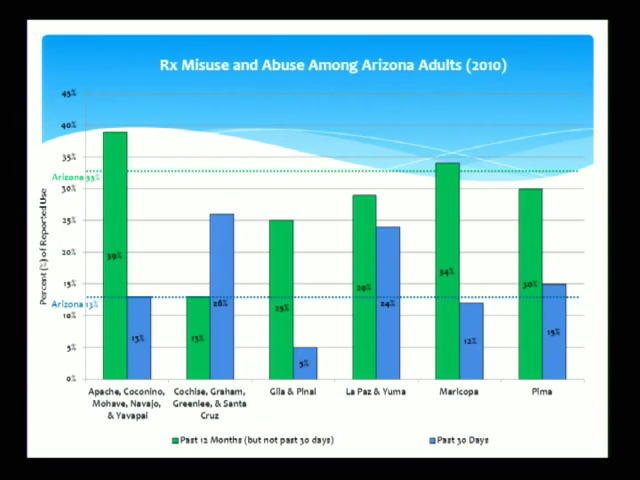 Rx Misuse and Abuse Among Arizona Adults (2010)
45%
40%
35%
30%
25%
20%
15%
10%
5%
0%
Percent (%) of Reported Use
Arizona 33%
Arizona 13%
39%
13%
13%
26%
25%
5%
29%
24%
34%
12%
30%
15%
Apache, Coconino,
Mohave, Navajo,
& Yavapai
Cochise, Graham,
Greenlee, & Santa
Cruz
Gila & Pinal
La Paz & Yuma
Maricopa
Pima
Past 12 Months (but not past 30 days)
Past 30 Days